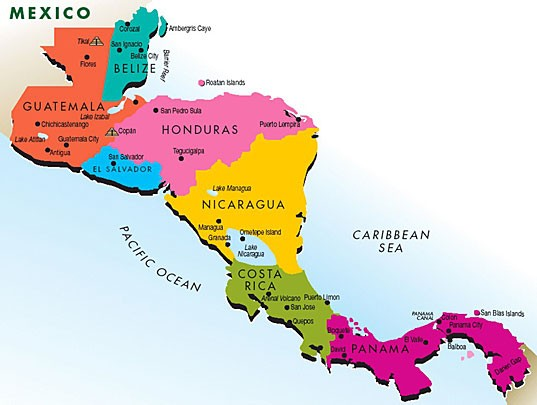 MEXICO
Corozal
Ambergris Caye
Tikal
San Ignacio
Belize City
Flores
BELIZE
Barrier Reef
Roatan Islands
GUATEMALA
Lake Izabal
San Pedro Sula
Puerto Lempira
Chichicastenango
Copán
HONDURAS
Lake Atitlan
Guatemala City
Antigua
San Salvador
Tegucigalpa
EL SALVADOR
Lake Managua
NICARAGUA
Managua
Ometepe Island
Granada
Lake
Nicaragua
CARIBBEAN
SEA
PACIFIC OCEAN
COSTA
RICA
Arenal Volcano
Puerto Limon
San Jose
Quepos
PANAMA
CANAL
San Blas Islands
Colon
Panama City
Boquete
El Valle
Balboa
David
PANAMA
Darien Gap